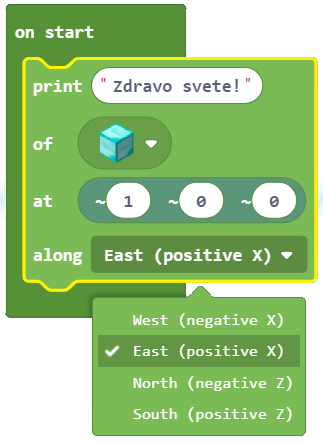 on start
print " Zdravo svete! "
of
at ~ 1 ~ 0 ~ 0
along East (positive X)
West (negative X)
East (positive X)
North (negative Z)
South (positive Z)